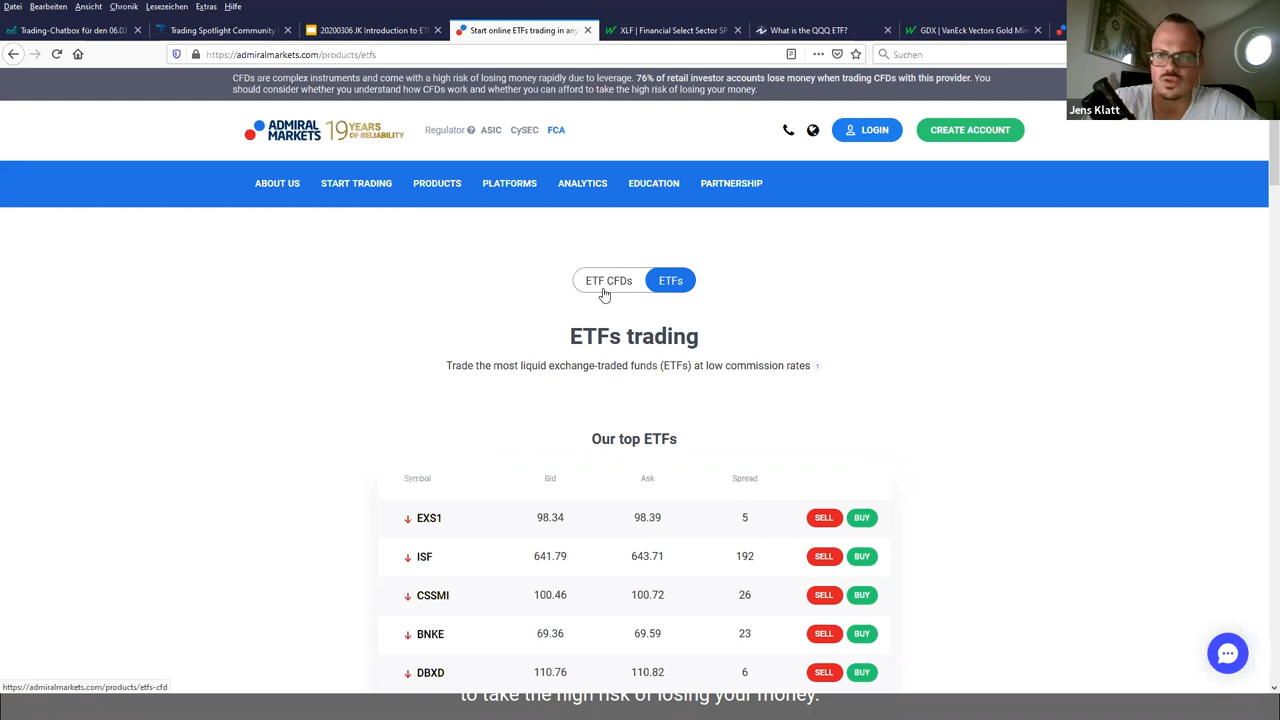 Datei Bearbeiten Ansicht Chronik Lesezeichen Extras Hilfe
Trading-Chatbox für den 06.03
Trading Spotlight Community
20200306 JK Introduction to ET
Start online ETFs trading in any
XLF | Financial Select Sector SP
What is the QQQ ETF?
GDX | VanEck Vectors Gold Min
https://admiralmarkets.com/products/etfs
Suchen
Jens Klatt
CFDs are complex instruments and come with a high risk of losing money rapidly due to leverage. 76% of retail investor accounts lose money when trading CFDs with this provider. You
should consider whether you understand how CFDs work and whether you can afford to take the high risk of losing your money.
ADMIRAL
MARKETS
19 YEARS
OF RELIABILITY
Regulator ? ASIC CySEC FCA
LOGIN
CREATE ACCOUNT
ABOUT US START TRADING PRODUCTS PLATFORMS ANALYTICS EDUCATION PARTNERSHIP
ETF CFDs ETFs
ETFs trading
Trade the most liquid exchange-traded funds (ETFs) at low commission rates 1
Our top ETFs
Symbol Bid Ask Spread
EXS1 98.34 98.39 5 SELL BUY
ISF 641.79 643.71 192 SELL BUY
CSSMI 100.46 100.72 26 SELL BUY
BNKE 69.36 69.59 23 SELL BUY
DBXD 110.76 110.82 6 SELL BUY
https://admiralmarkets.com/products/etfs-cfd
to take the high risk of losing your money.